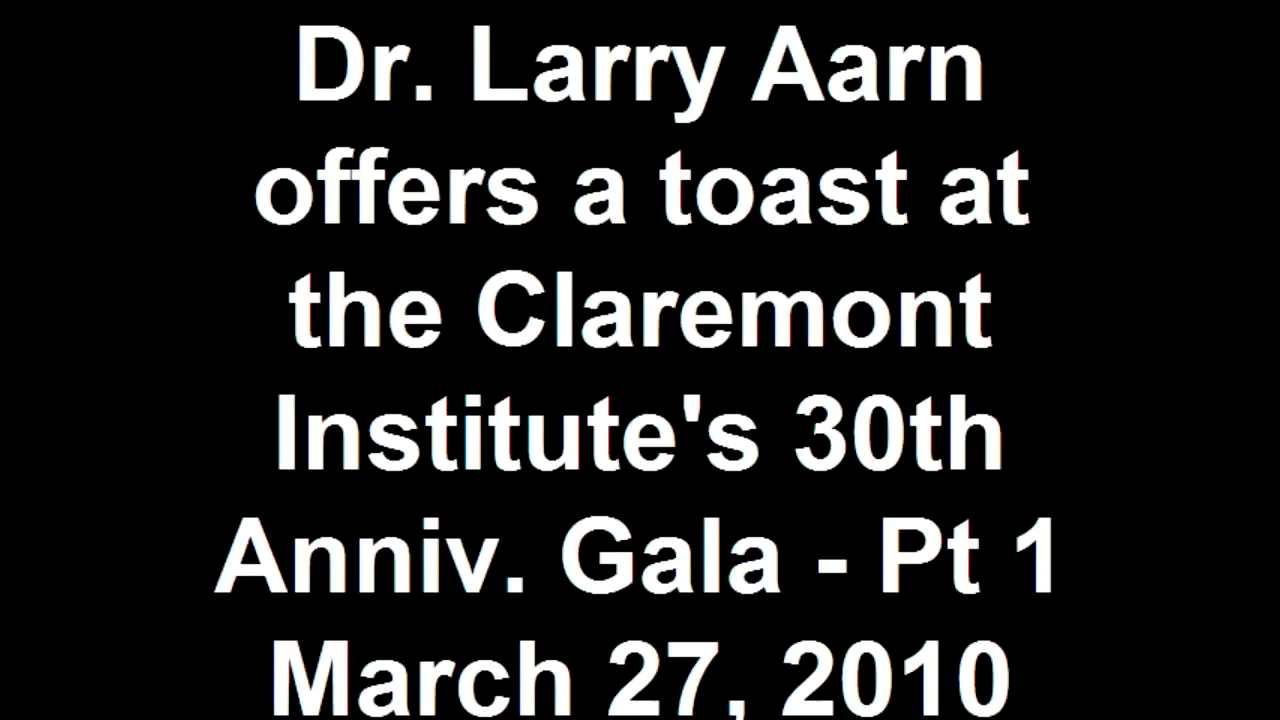 Dr. Larry Aarn
offers a toast at
the Claremont
Institute's 30th
Anniv. Gala - Pt 1
March 27, 2010